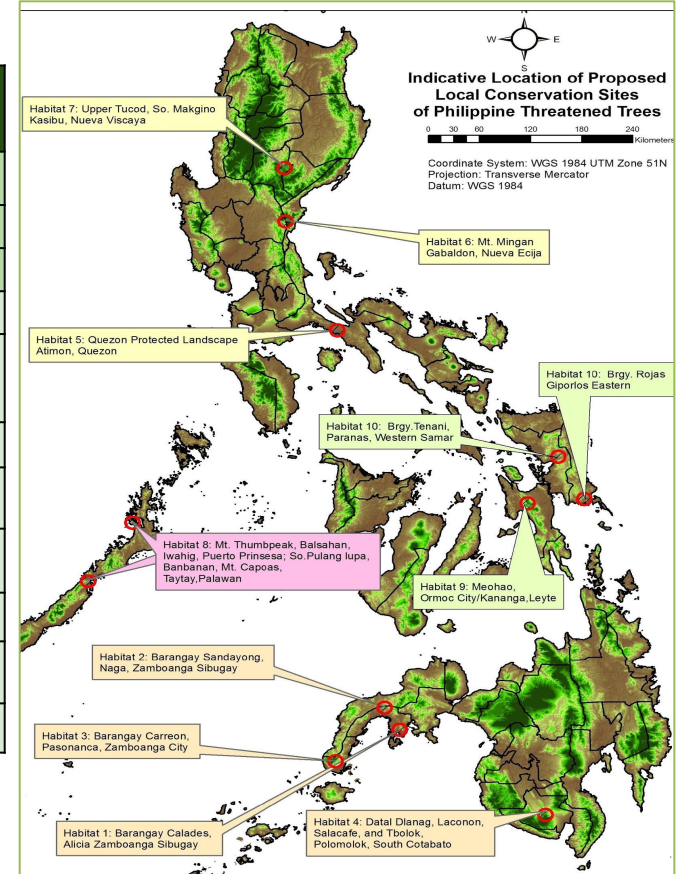 N
W E
S
Indicative Location of Proposed
Local Conservation Sites
of Philippine Threatened Trees
0 30 60 120 180 240
Kilometers
Coordinate System: WGS 1984 UTM Zone 51N
Projection: Transverse Mercator
Datum: WGS 1984
Habitat 7: Upper Tucod, So. Makgino
Kasibu, Nueva Viscaya
Habitat 6: Mt. Mingan
Gabaldon, Nueva Ecija
Habitat 5: Quezon Protected Landscape
Atimon, Quezon
Habitat 10: Brgy. Rojas
Giporlos Eastern
Habitat 10: Brgy.Tenani,
Paranas, Western Samar
Habitat 8: Mt. Thumbpeak, Balsahan,
Iwahig, Puerto Prinsesa; So.Pulang lupa,
Banbanan, Mt. Capoas,
Taytay,Palawan
Habitat 9: Meohao,
Ormoc City/Kananga,Leyte
Habitat 2: Barangay Sandayong,
Naga, Zamboanga Sibugay
Habitat 3: Barangay Carreon,
Pasonanca, Zamboanga City
Habitat 1: Barangay Calades,
Alicia Zamboanga Sibugay
Habitat 4: Datal Dlanag, Laconon,
Salacafe, and Tbolok,
Polomolok, South Cotabato